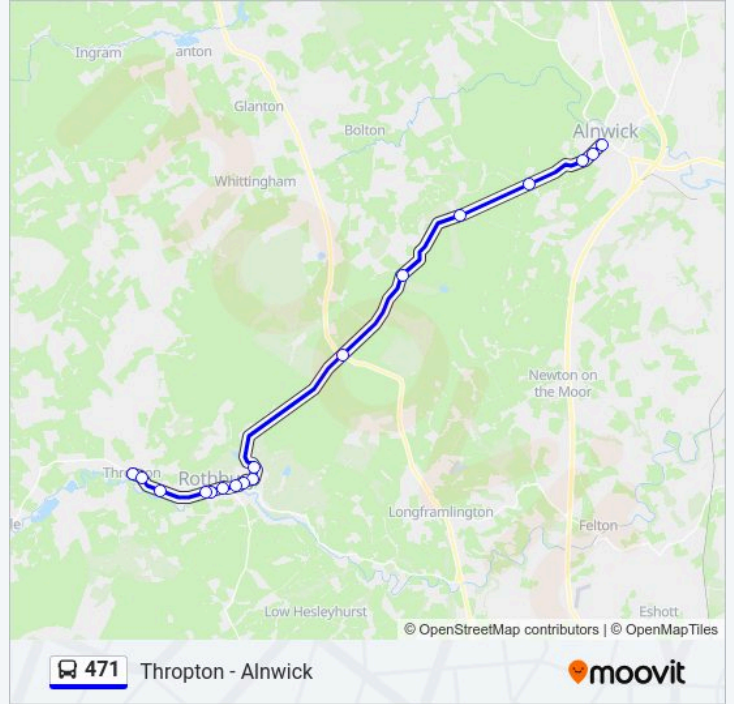 Ingram
anton
Glanton
Bolton
Alnwick
Whittingham
Newton on
the Moor
Thropton
Rothbury
le
Longframlington
Felton
Low Hesleyhurst
Eshott
© OpenStreetMap contributors | © OpenMapTiles
471 Thropton - Alnwick
moovit